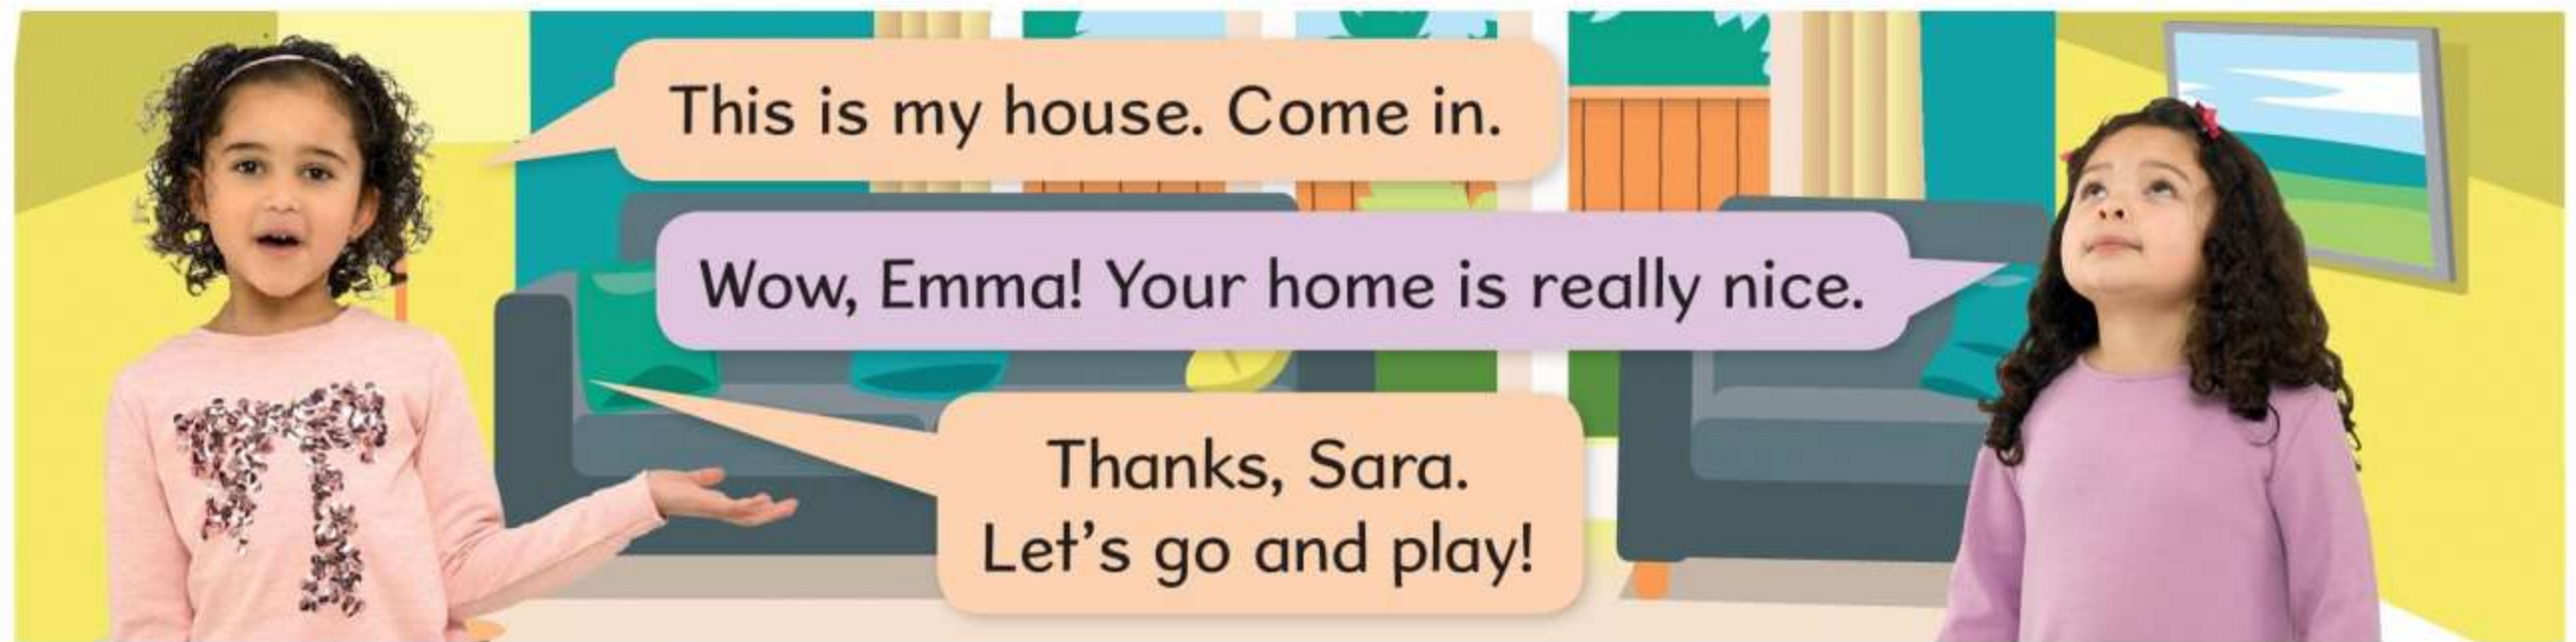 This is my house. Come in.
Wow, Emma! Your home is really nice.
Thanks, Sara.
Let's go and play!